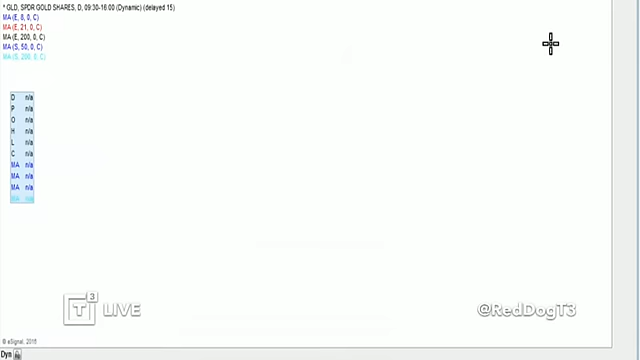 * GLD, SPDR GOLD SHARES, D, 09:30-16:00 (Dynamic) (delayed 15)
MA (E, 8, 0, C)
MA (E, 21, 0, C)
MA (E, 200, 0, C)
MA (S, 50, 0, C)
MA (S, 200, 0, C)
D n/a
P n/a
O n/a
H n/a
L n/a
C n/a
MA n/a
MA n/a
MA n/a
MA n/a
T3 LIVE
@RedDogT3
© eSignal, 2016
Dyn